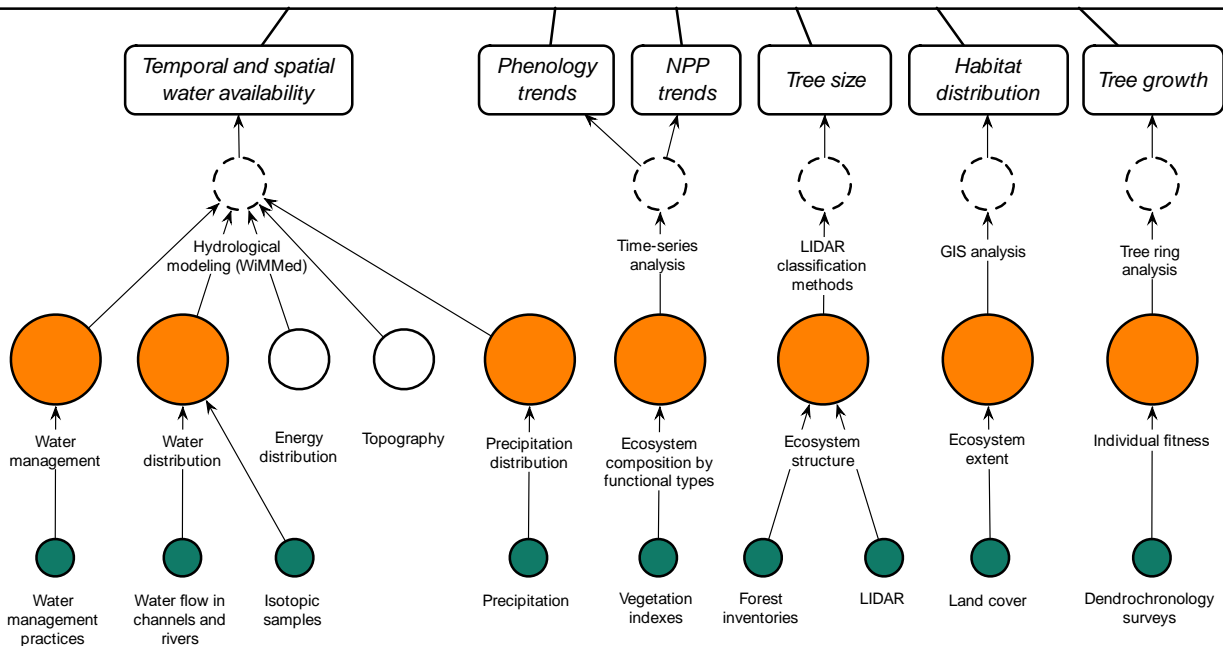 Temporal and spatial
water availability
Phenology
trends
NPP
trends
Tree size
Habitat
distribution
Tree growth
Hydrological
modeling (WiMMed)
Time-series
analysis
LIDAR
classification
methods
GIS analysis
Tree ring
analysis
Water
management
Water
distribution
Energy
distribution
Topography
Precipitation
distribution
Ecosystem
composition by
functional types
Ecosystem
structure
Ecosystem
extent
Individual fitness
Water
management
practices
Water flow in
channels and
rivers
Isotopic
samples
Precipitation
Vegetation
indexes
Forest
inventories
LIDAR
Land cover
Dendrochronology
surveys